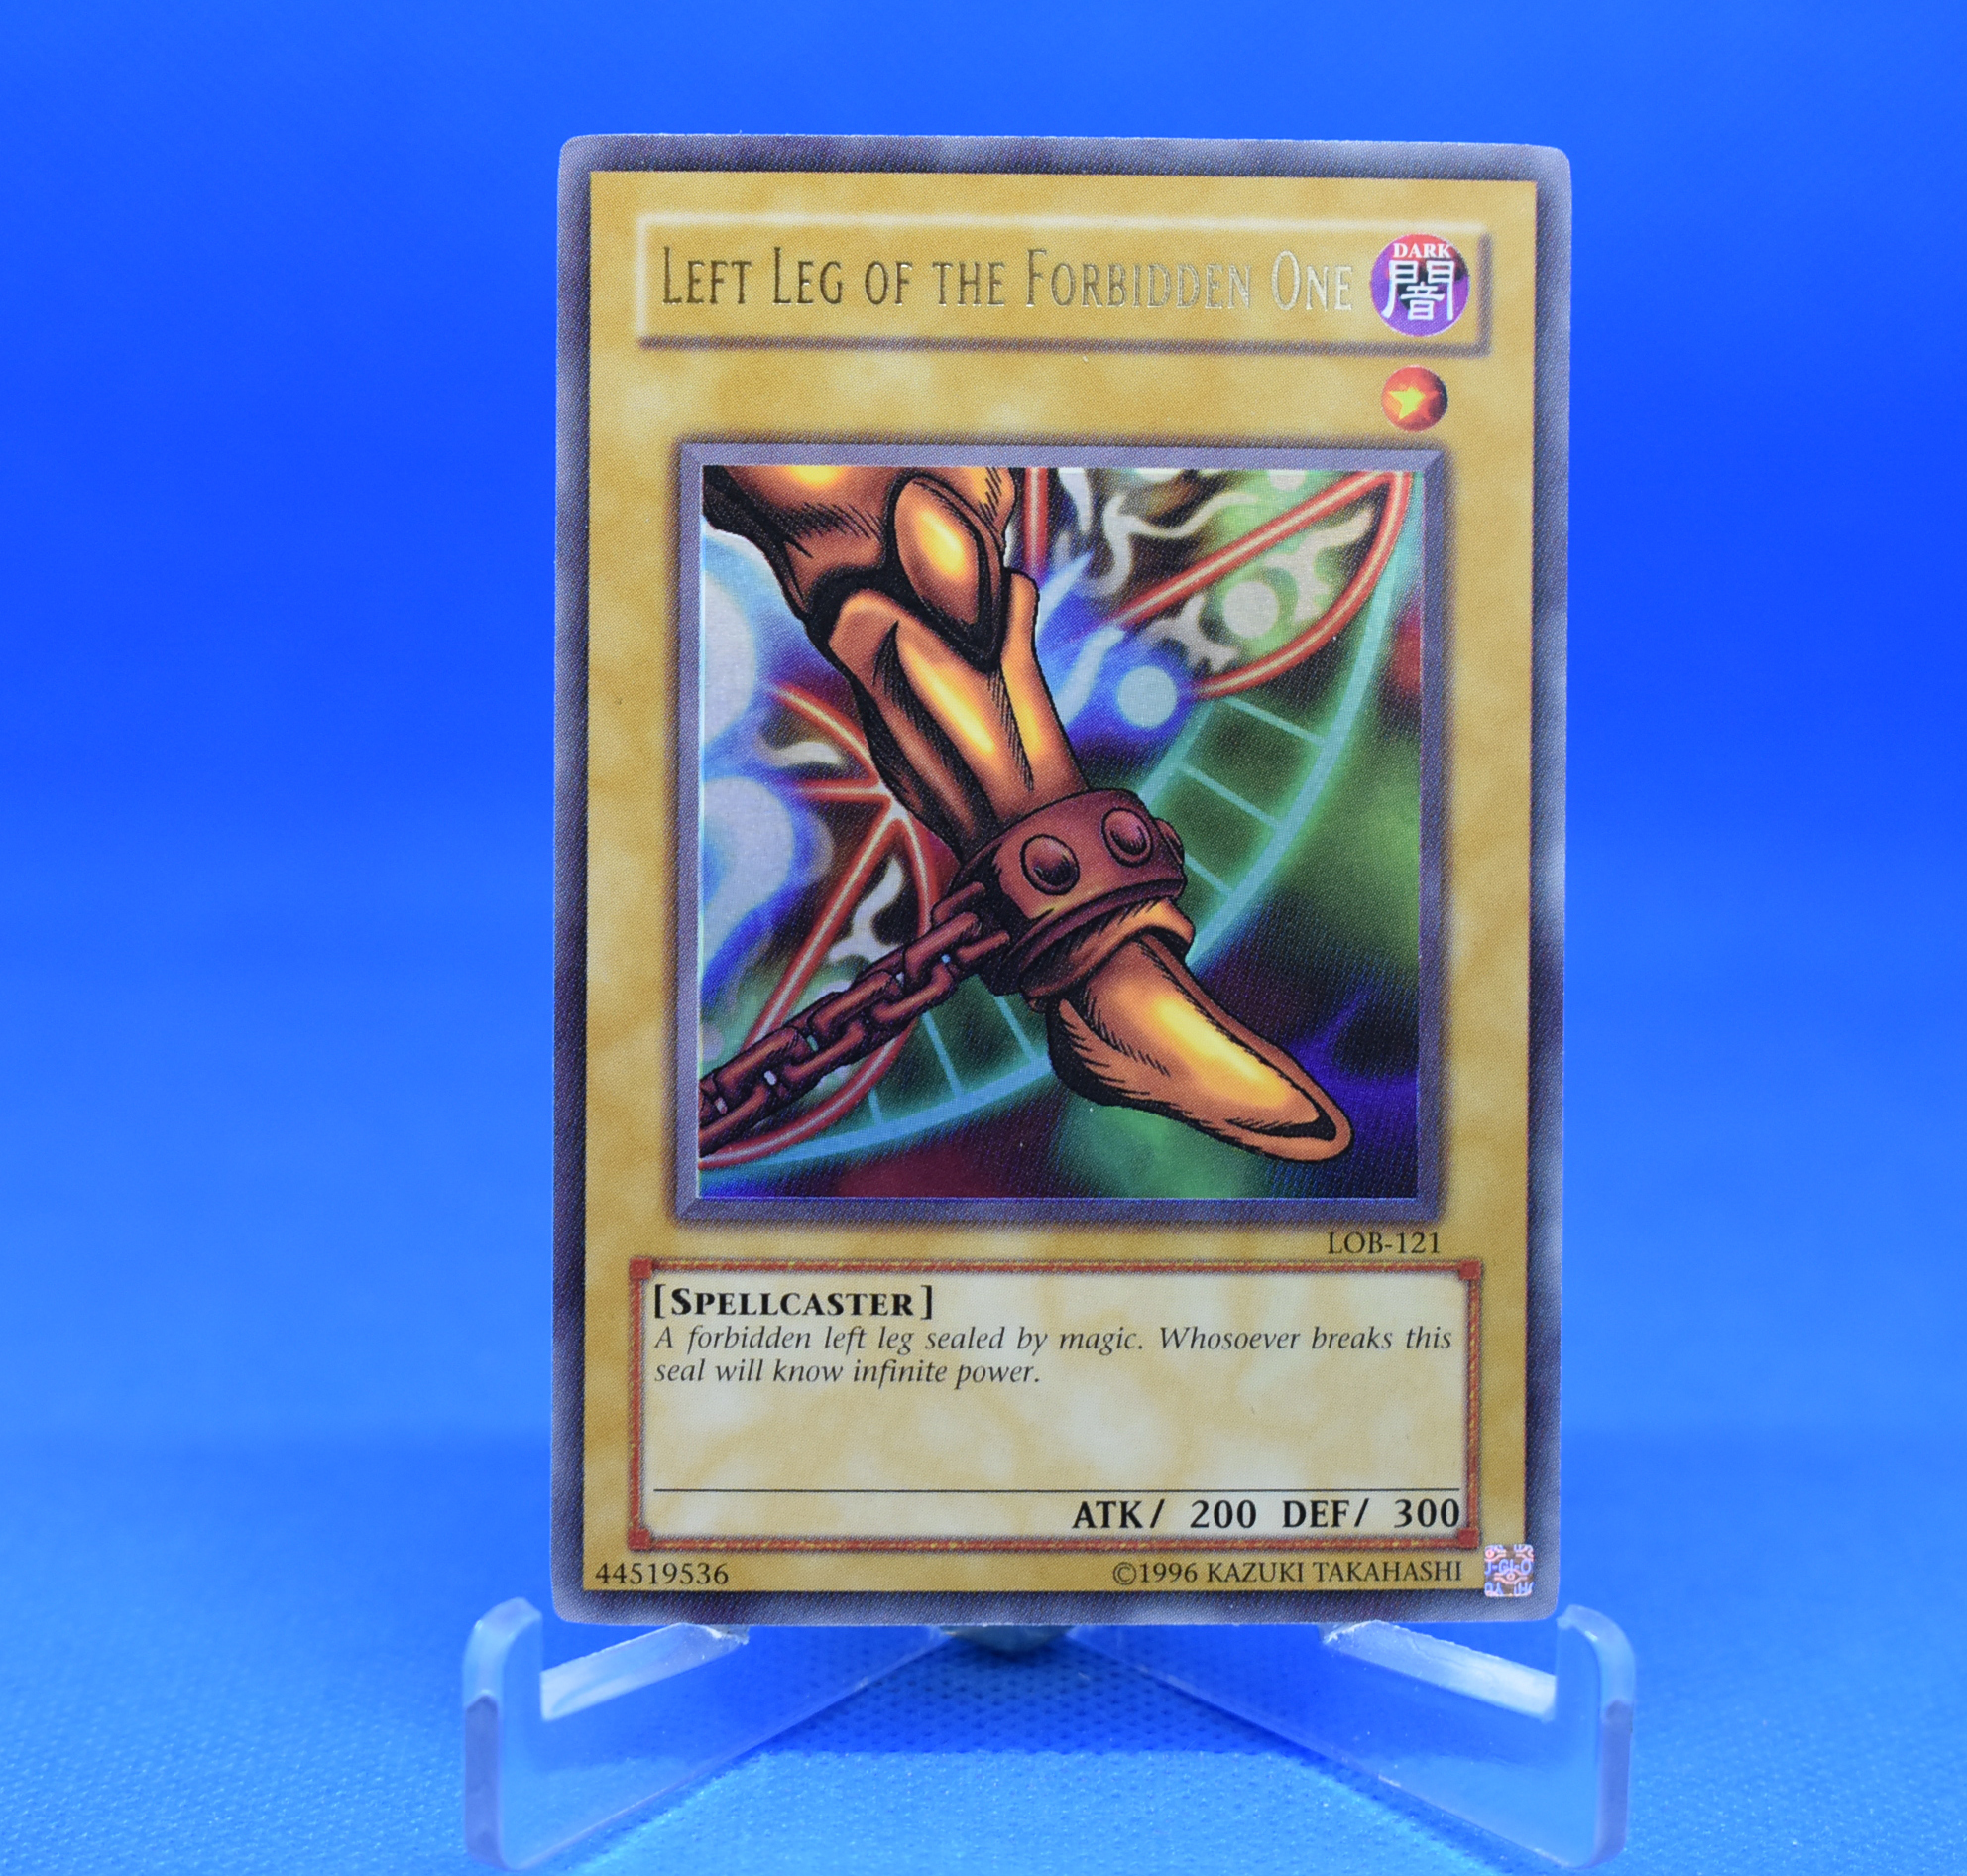 LEFT LEG OF THE FORBIDDEN ONE
DARK
闇
LOB-121
[SPELLCASTER]
A forbidden left leg sealed by magic. Whosoever breaks this
seal will know infinite power.
ATK/ 200 DEF/ 300
44519536
©1996 KAZUKI TAKAHASHI